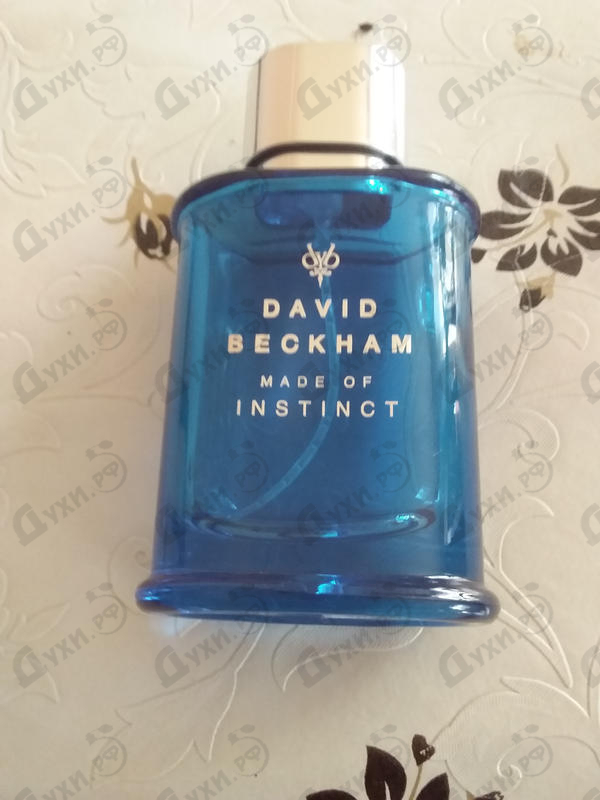 DAVID
BECKHAM
MADE OF
INSTINCT
Духи.РФ